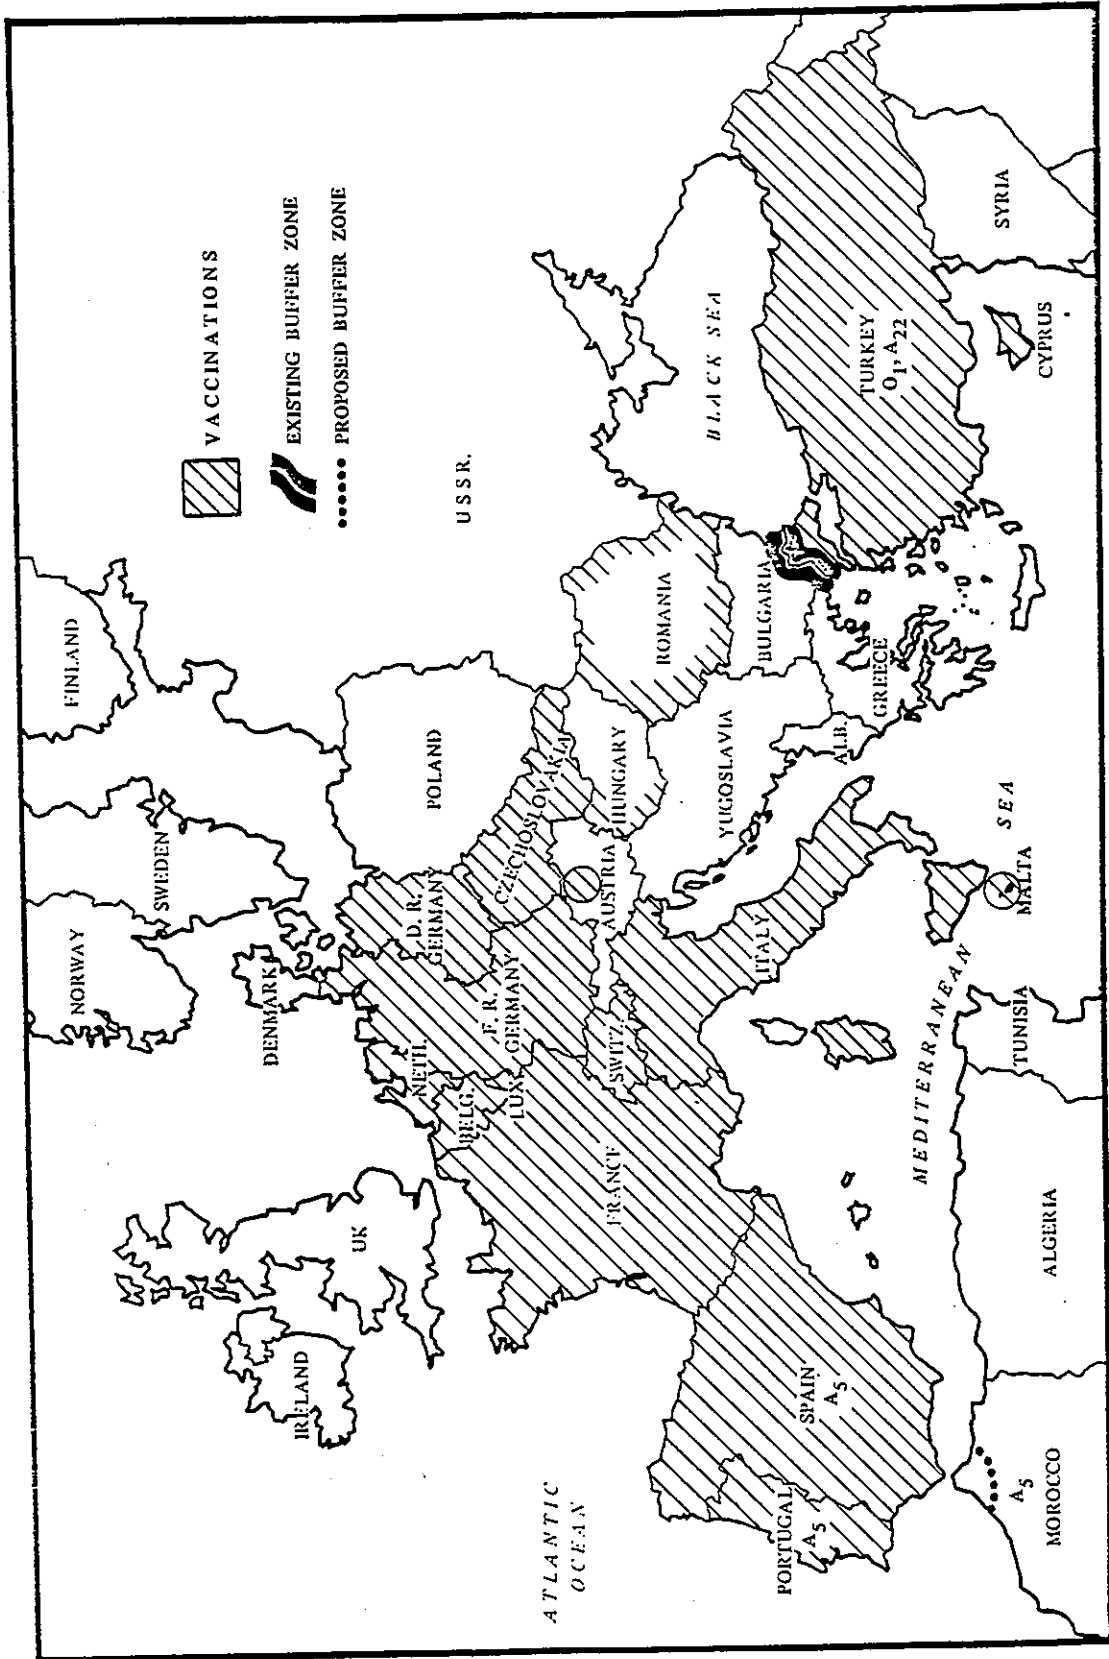 VACCINATIONS
EXISTING BUFFER ZONE
PROPOSED BUFFER ZONE
NORWAY
SWEDEN
FINLAND
DENMARK
IRELAND
UK
NETH.
BELG.
LUX.
D. R.
GERMANY
F. R.
GERMANY
POLAND
USSR.
CZECHOSLOVAKIA
ATLANTIC
OCEAN
FRANCE
SWITZ.
AUSTRIA
HUNGARY
ROMANIA
BLACK SEA
YUGOSLAVIA
BULGARIA
ITALY
ALB.
GREECE
PORTUGAL
A5
SPAIN
A5
TURKEY
O1, A22
MEDITERRANEAN
SEA
MALTA
CYPRUS
SYRIA
A5
MOROCCO
ALGERIA
TUNISIA